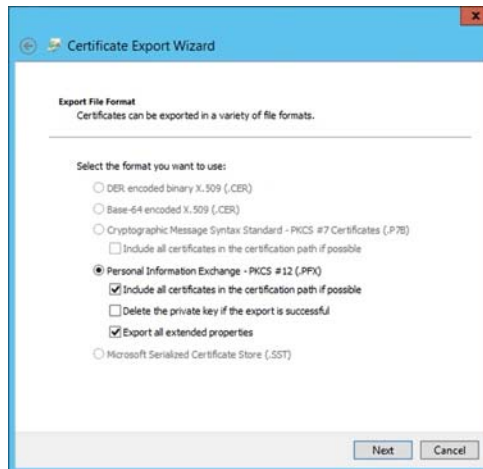 x
Certificate Export Wizard
Export File Format
Certificates can be exported in a variety of file formats.
Select the format you want to use:
DER encoded binary X.509 (.CER)
Base-64 encoded X.509 (.CER)
Cryptographic Message Syntax Standard - PKCS #7 Certificates (.P7B)
Include all certificates in the certification path if possible
Personal Information Exchange - PKCS #12 (.PFX)
Include all certificates in the certification path if possible
Delete the private key if the export is successful
Export all extended properties
Microsoft Serialized Certificate Store (.SST)
Next Cancel